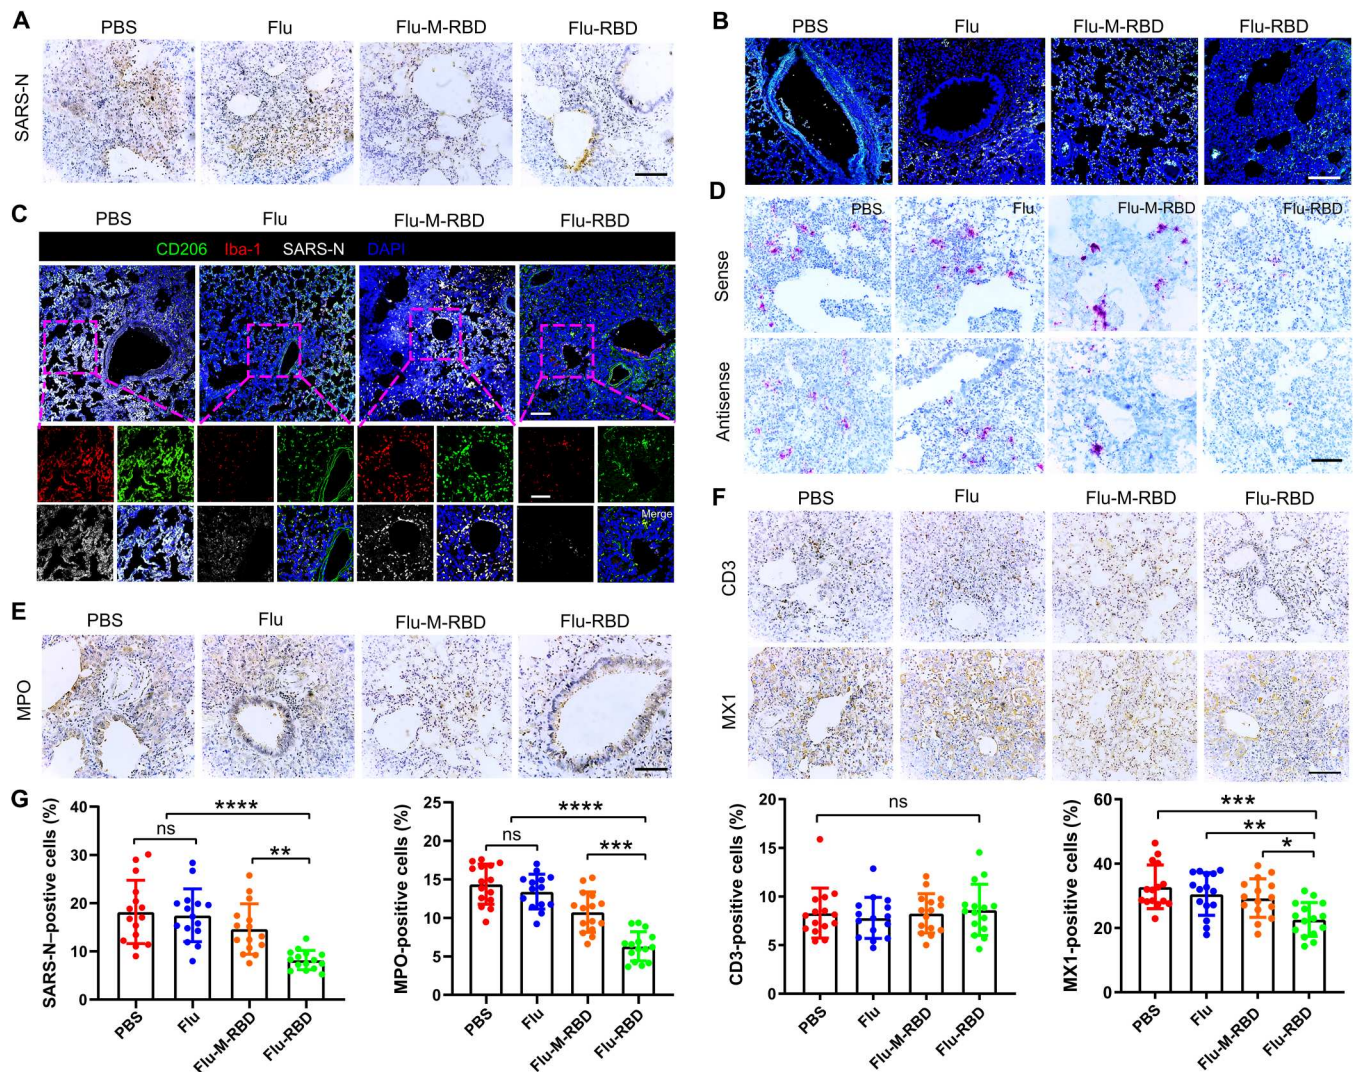 A
PBS Flu Flu-M-RBD Flu-RBD
SARS-N
B
PBS Flu Flu-M-RBD Flu-RBD
C
PBS Flu Flu-M-RBD Flu-RBD
CD206 Iba-1 SARS-N DAPI
Merge
D
PBS Flu Flu-M-RBD Flu-RBD
Sense
Antisense
E
PBS Flu Flu-M-RBD Flu-RBD
MPO
F
PBS Flu Flu-M-RBD Flu-RBD
CD3
MX1
G
SARS-N–positive cells (%)
40
30
20
10
0
****
ns
**
PBS Flu Flu-M-RBD Flu-RBD
MPO-positive cells (%)
25
20
15
10
5
0
****
ns
***
PBS Flu Flu-M-RBD Flu-RBD
CD3-positive cells (%)
20
15
10
5
0
ns
PBS Flu Flu-M-RBD Flu-RBD
MX1-positive cells (%)
60
40
20
0
***
**
*
PBS Flu Flu-M-RBD Flu-RBD